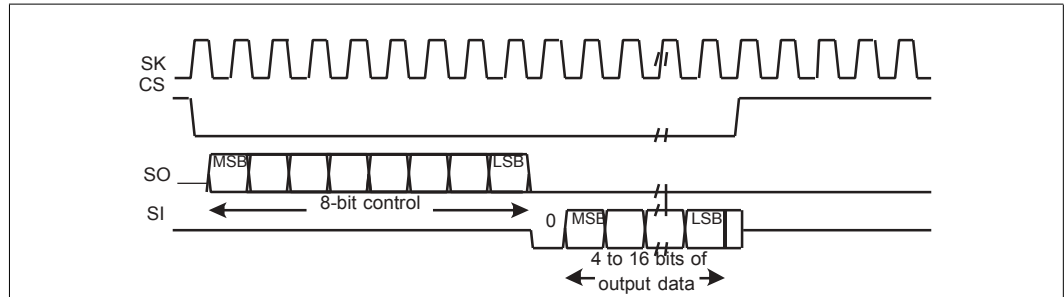 SK
CS
MSB
LSB
SO
8-bit control
SI
0
MSB
LSB
4 to 16 bits of
output data